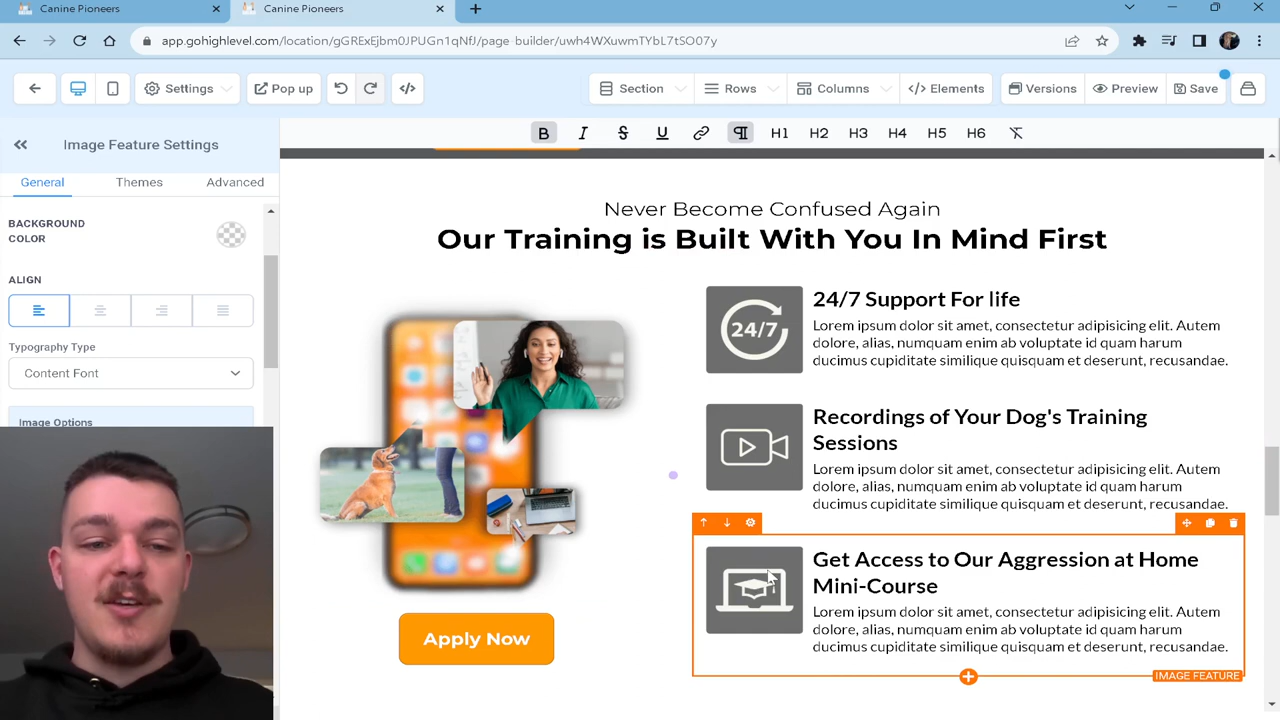 Canine Pioneers
Canine Pioneers
app.gohighlevel.com/location/gGRExEjbm0JPUGn1qNfJ/page-builder/uwh4WXuwmTYbL7tSO07y
Settings
Pop up
Section
Rows
Columns
Elements
Versions
Preview
Save
Image Feature Settings
B I S U H1 H2 H3 H4 H5 H6
General
Themes
Advanced
BACKGROUND
COLOR
ALIGN
Typography Type
Content Font
Image Options
Never Become Confused Again
Our Training is Built With You In Mind First
24/7
24/7 Support For life
Lorem ipsum dolor sit amet, consectetur adipisicing elit. Autem
dolore, alias, numquam enim ab voluptate id quam harum
ducimus cupiditate similique quisquam et deserunt, recusandae.
Recordings of Your Dog's Training
Sessions
Lorem ipsum dolor sit amet, consectetur adipisicing elit. Autem
dolore, alias, numquam enim ab voluptate id quam harum
ducimus cupiditate similique quisquam et deserunt, recusandae.
Get Access to Our Aggression at Home
Mini-Course
Lorem ipsum dolor sit amet, consectetur adipisicing elit. Autem
dolore, alias, numquam enim ab voluptate id quam harum
ducimus cupiditate similique quisquam et deserunt, recusandae.
IMAGE FEATURE
Apply Now